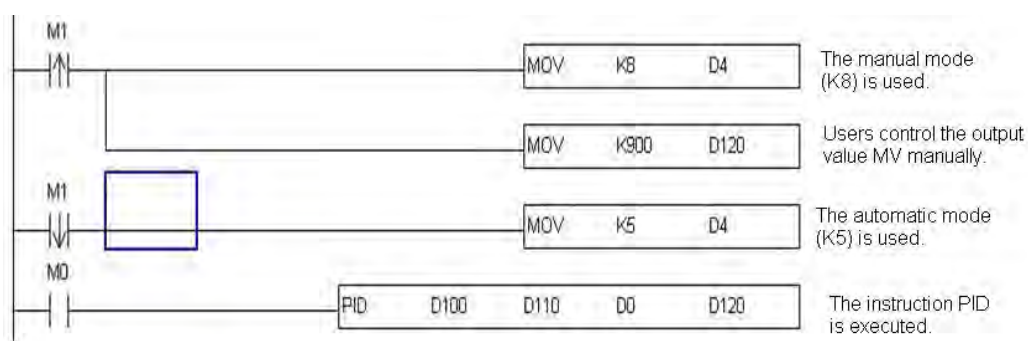 M1
MOV K8 D4
The manual mode
(K8) is used.
MOV K900 D120
Users control the output
value MV manually.
M1
MOV K5 D4
The automatic mode
(K5) is used.
M0
PID D100 D110 D0 D120
The instruction PID
is executed.